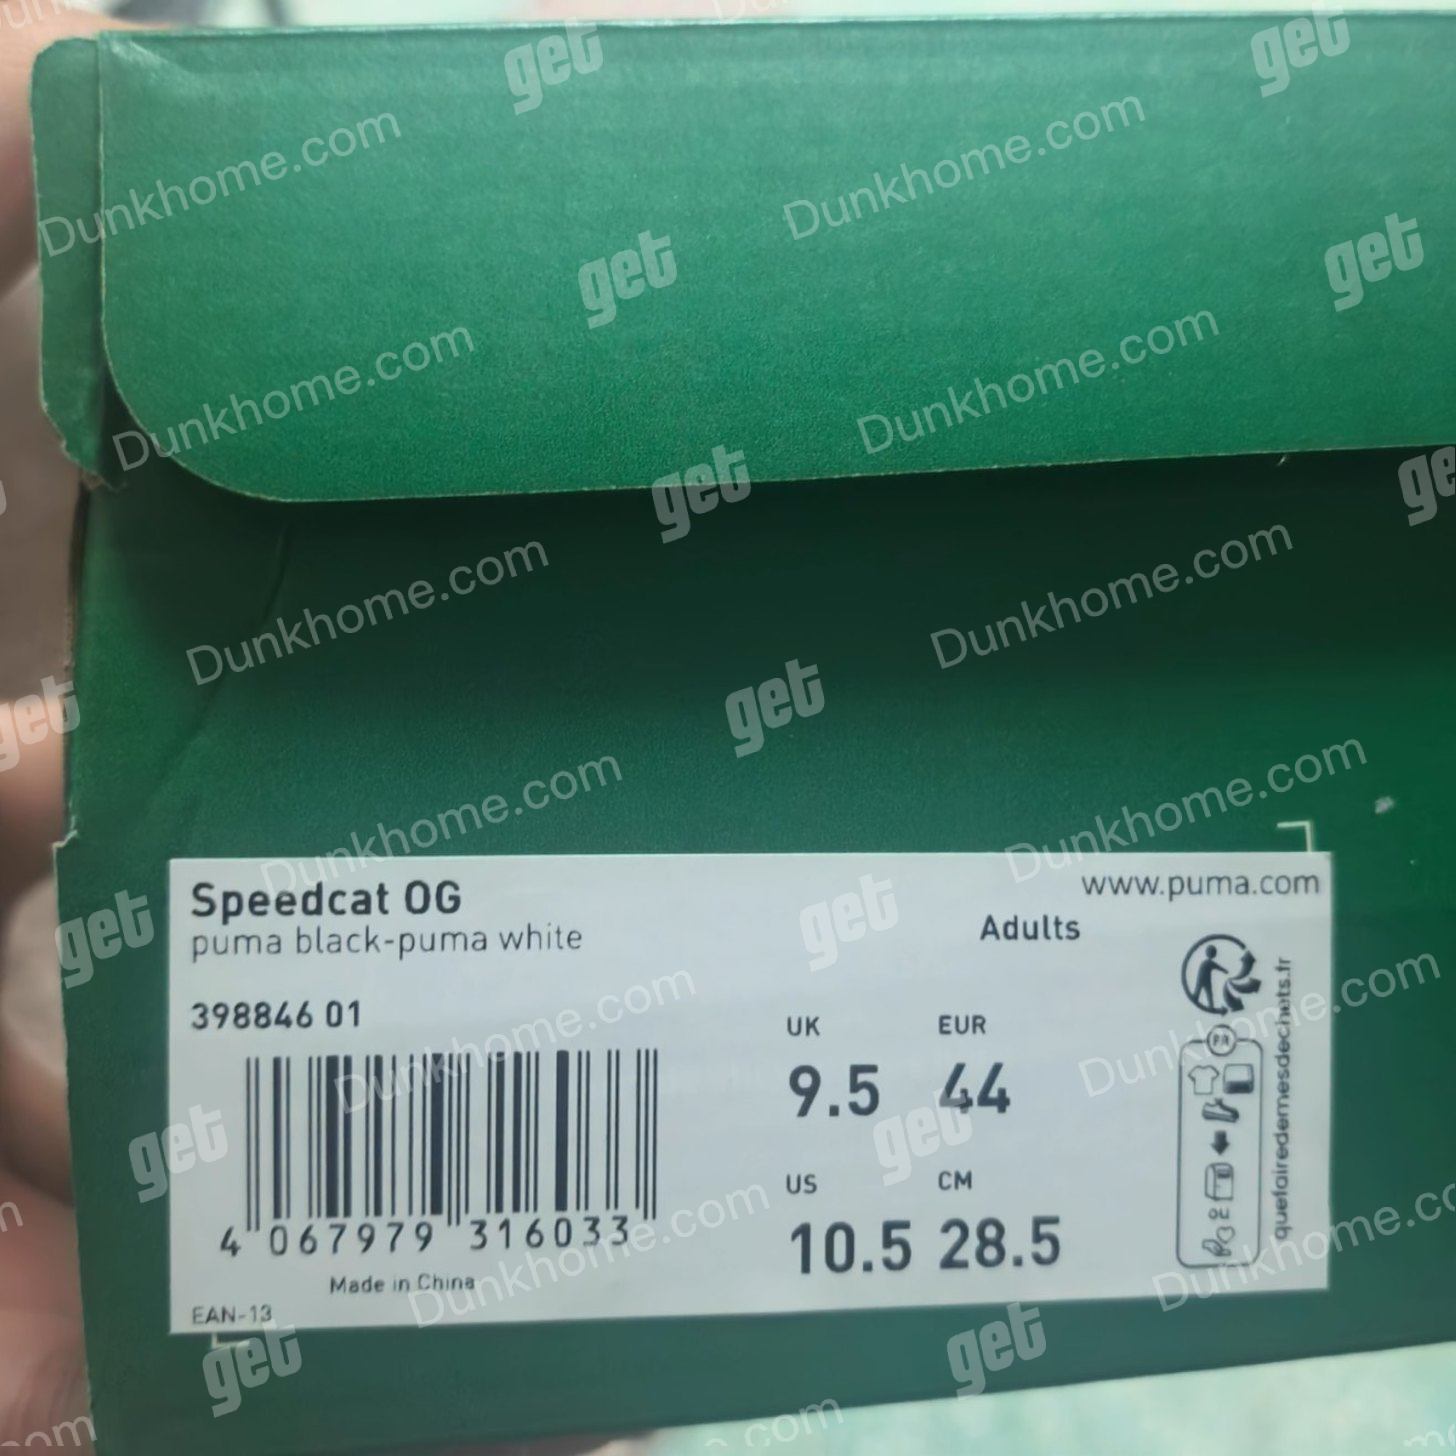 Speedcat OG
puma black-puma white
www.puma.com
Adults
398846 01
UK
EUR
9.5
44
US
CM
10.5
28.5
4 067979 316033
Made in China
EAN-13
FR
quefairedemesdechets.fr
get
Dunkhome.com